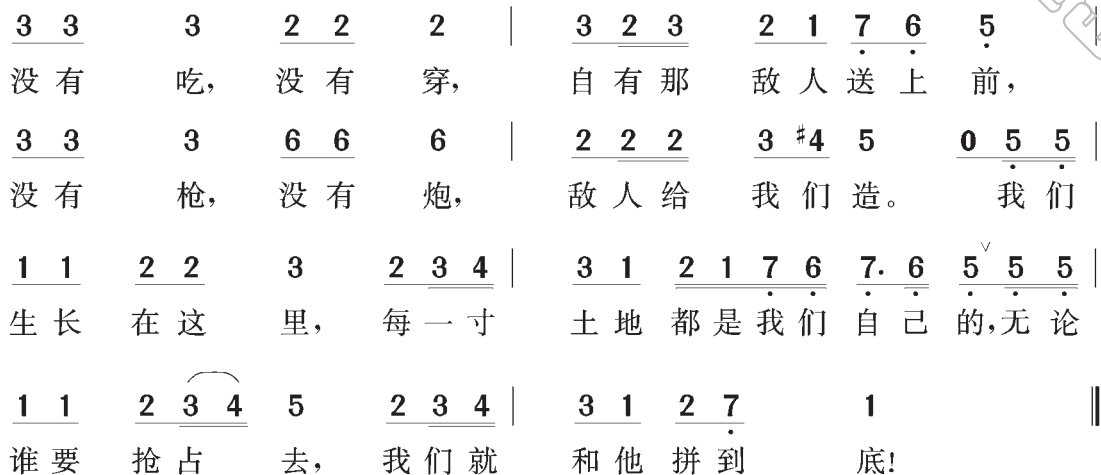 3 3 3 2 2 2 | 3 2 3 2 1 7 6 5 |
没有 吃，没有 穿， 自有那 敌人送上 前，
3 3 3 6 6 6 | 2 2 2 3 #4 5 0 5 5 |
没有 枪，没有 炮， 敌人给 我们造。 我们
1 1 2 2 3 2 3 4 | 3 1 2 1 7 6 7· 6 5 ∨ 5 5 |
生长 在这 里， 每一寸 土地 都是我们 自己 的，无论
1 1 2 3 4 5 2 3 4 | 3 1 2 7 1 ‖
谁要 抢占 去， 我们就 和他 拼到 底！